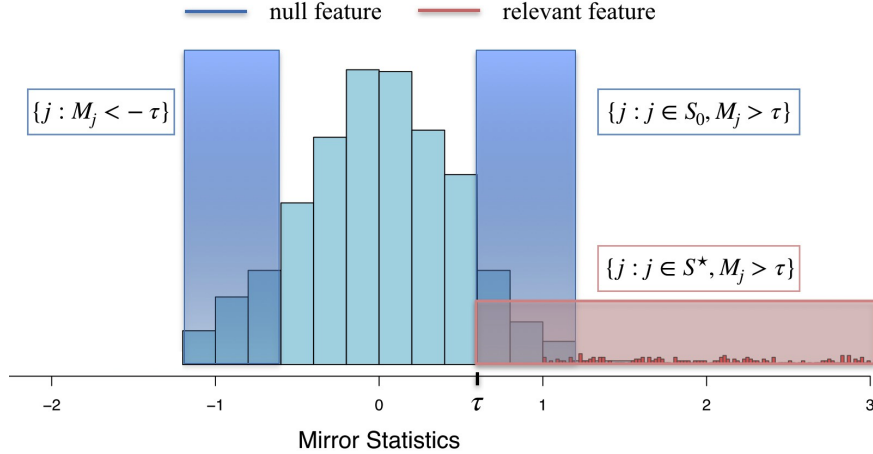 null feature relevant feature
{j : M_j < − τ}
{j : j ∈ S_0, M_j > τ}
{j : j ∈ S^⋆, M_j > τ}
−2 −1 0 τ 1 2 3
Mirror Statistics